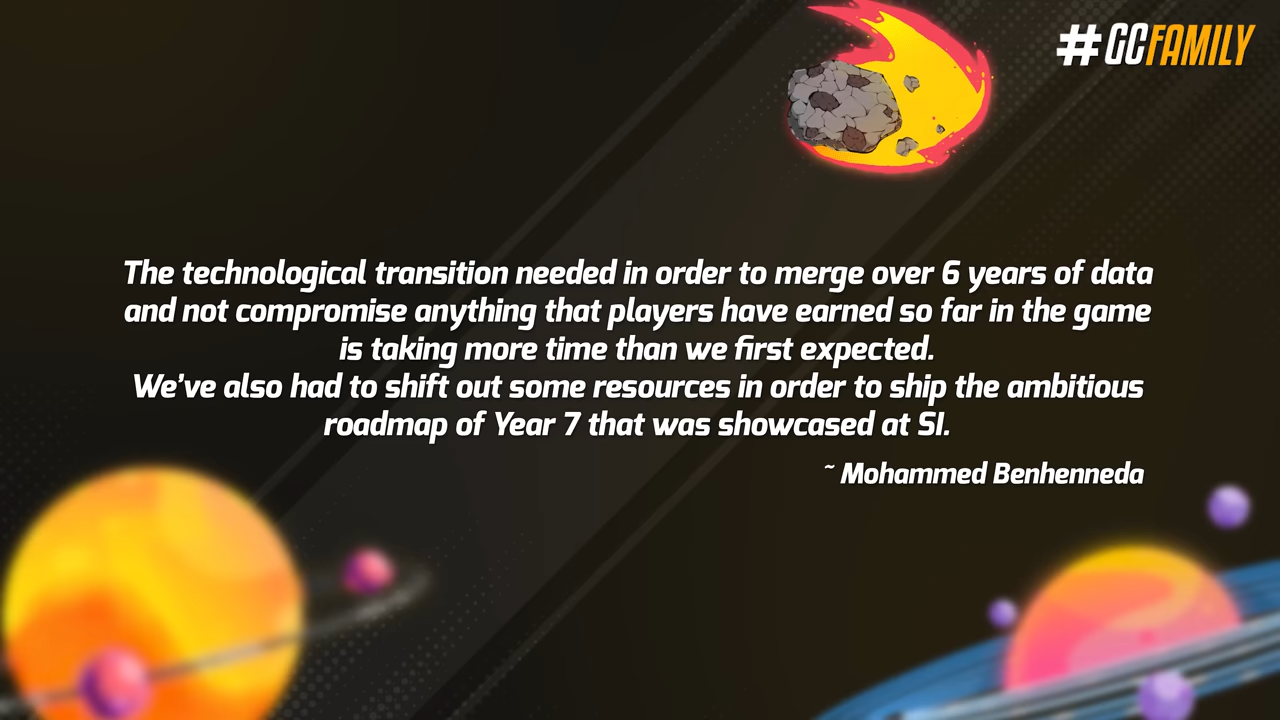 #GCFAMILY
The technological transition needed in order to merge over 6 years of data
and not compromise anything that players have earned so far in the game
is taking more time than we first expected.
We’ve also had to shift out some resources in order to ship the ambitious
roadmap of Year 7 that was showcased at SI.
~ Mohammed Benhenneda